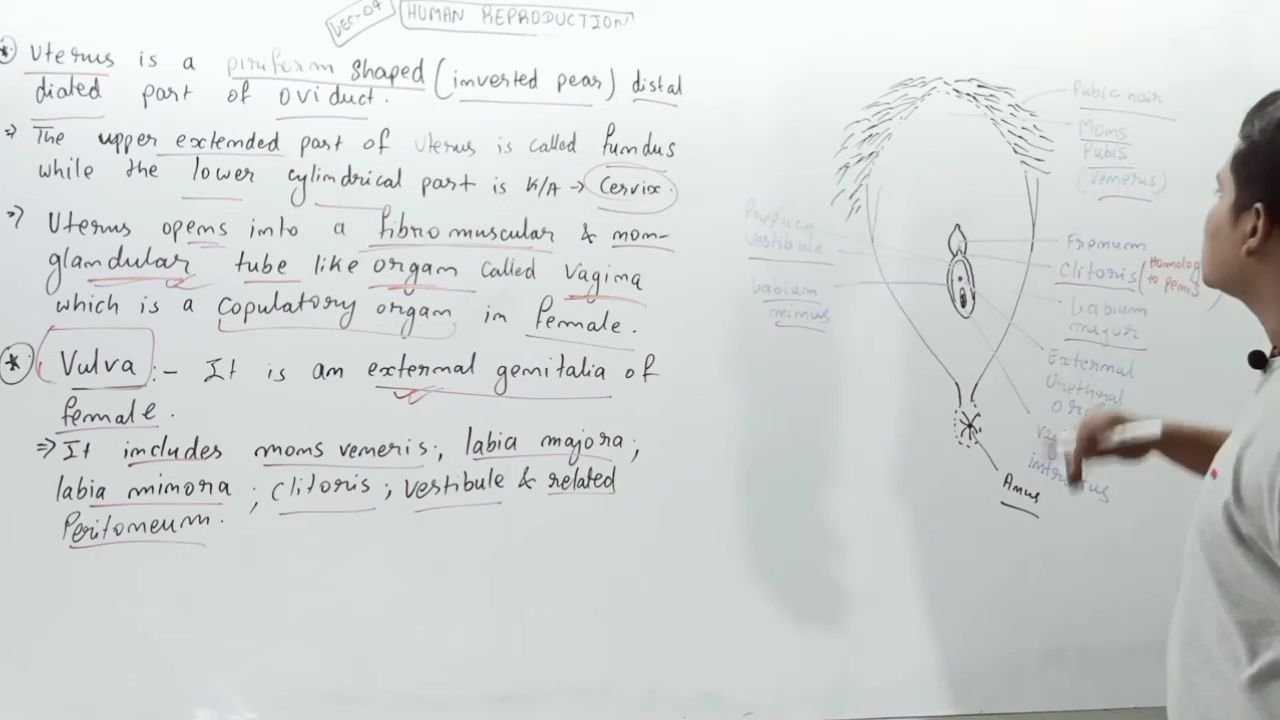 LEC-04 HUMAN REPRODUCTION
* Uterus is a piriform shaped (inverted pear) distal
dialed part of oviduct.
⇒ The upper extended part of uterus is called fundus
while the lower cylindrical part is K/A → Cervix
⇒ Uterus opens into a fibro muscular & non-
glandular tube like organ called Vagina
which is a copulatory organ in female.
* Vulva :- It is an external genitalia of
female.
⇒ It includes mons veneris; labia majora;
labia minora; clitoris; vestibule & related
Peritoneum.
Pubic hair
Mons
Pubis
(Venerus)
Prepuce
vestibule
Labium
minus
Frenum
Clitoris (Homolog
to penis
Labium
majus
External
Urethral
Anus